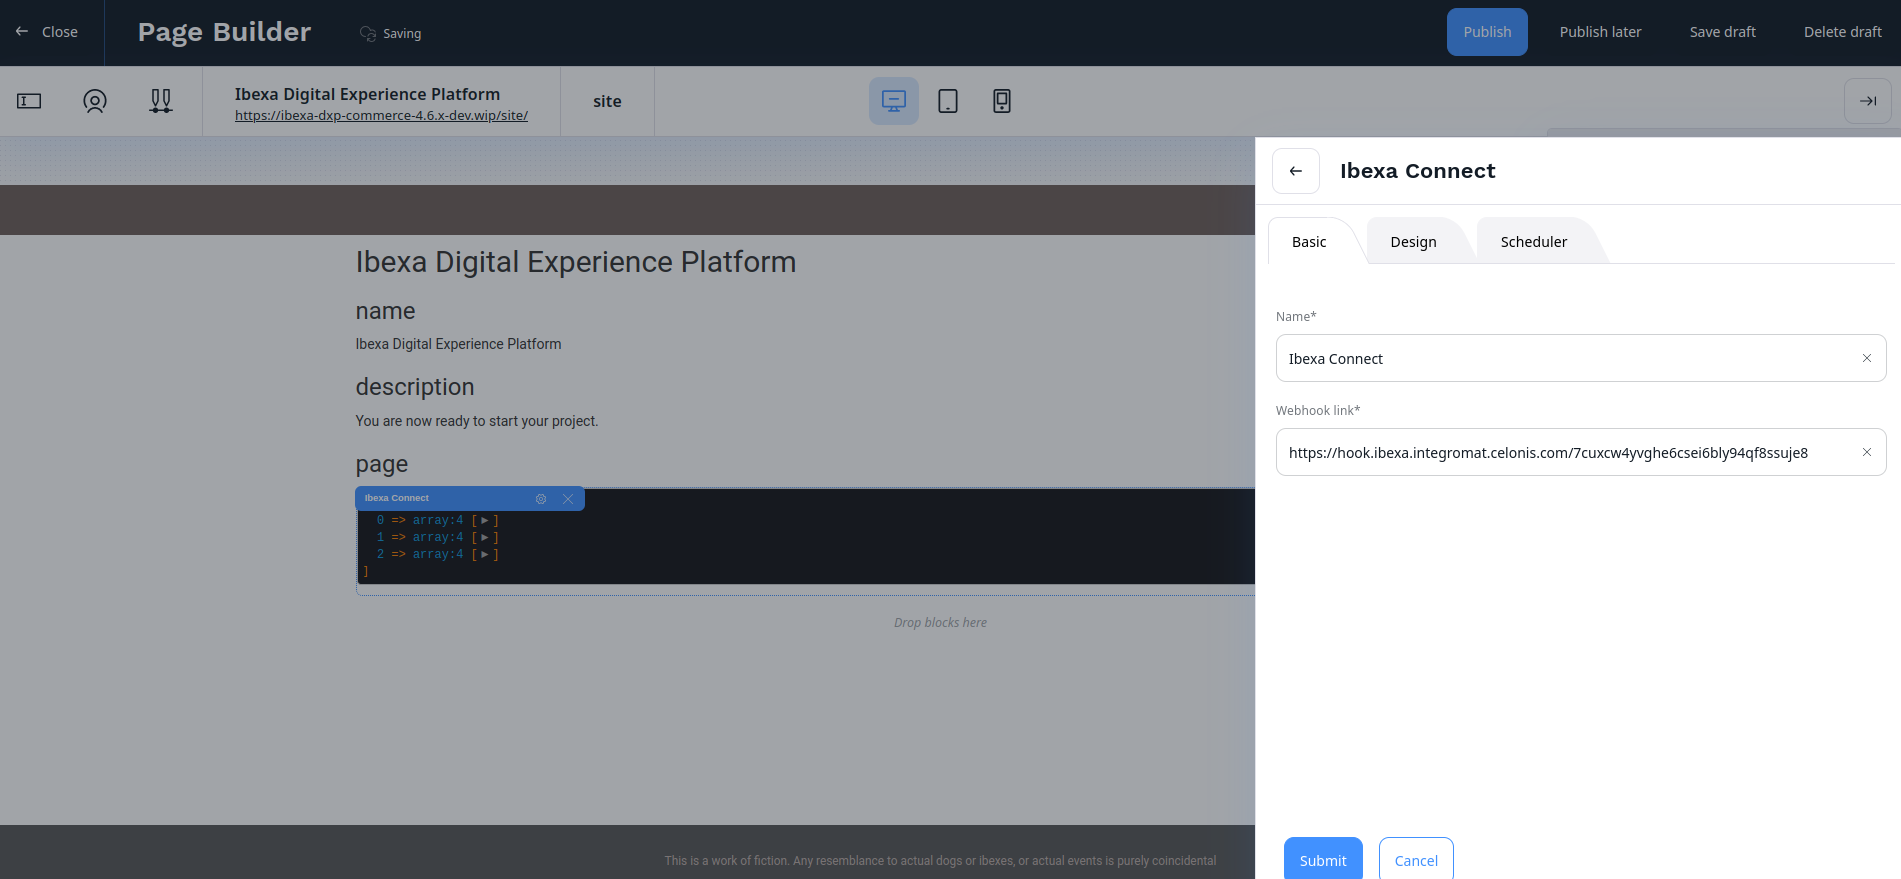 Close
Page Builder
Saving
Publish
Publish later
Save draft
Delete draft
Ibexa Digital Experience Platform
https://ibexa-dxp-commerce-4.6.x-dev.wip/site/
site
Ibexa Digital Experience Platform
name
Ibexa Digital Experience Platform
description
You are now ready to start your project.
page
Ibexa Connect
0 => array:4 [▶]
1 => array:4 [▶]
2 => array:4 [▶]
]
Drop blocks here
This is a work of fiction. Any resemblance to actual dogs or ibexes, or actual events is purely coincidental
Ibexa Connect
Basic
Design
Scheduler
Name*
Ibexa Connect
Webhook link*
https://hook.ibexa.integromat.celonis.com/7cuxcw4yvghe6csei6bly94qf8ssuje8
Submit
Cancel